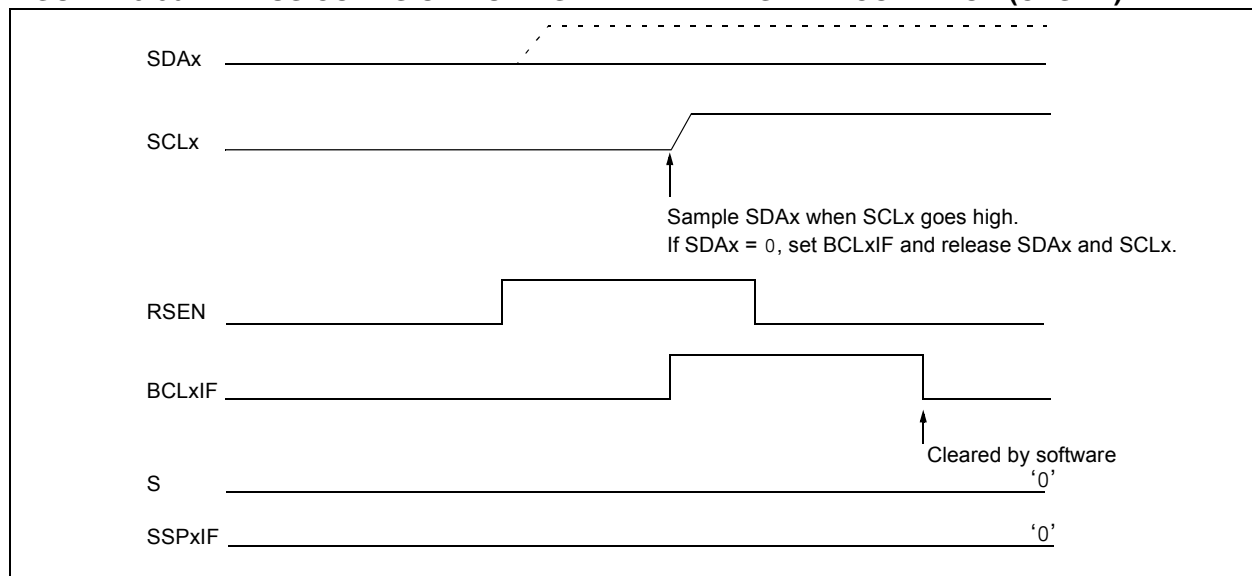 SDAx
SCLx
Sample SDAx when SCLx goes high.
If SDAx = 0, set BCLxIF and release SDAx and SCLx.
RSEN
BCLxIF
Cleared by software
S
‘0’
SSPxIF
‘0’